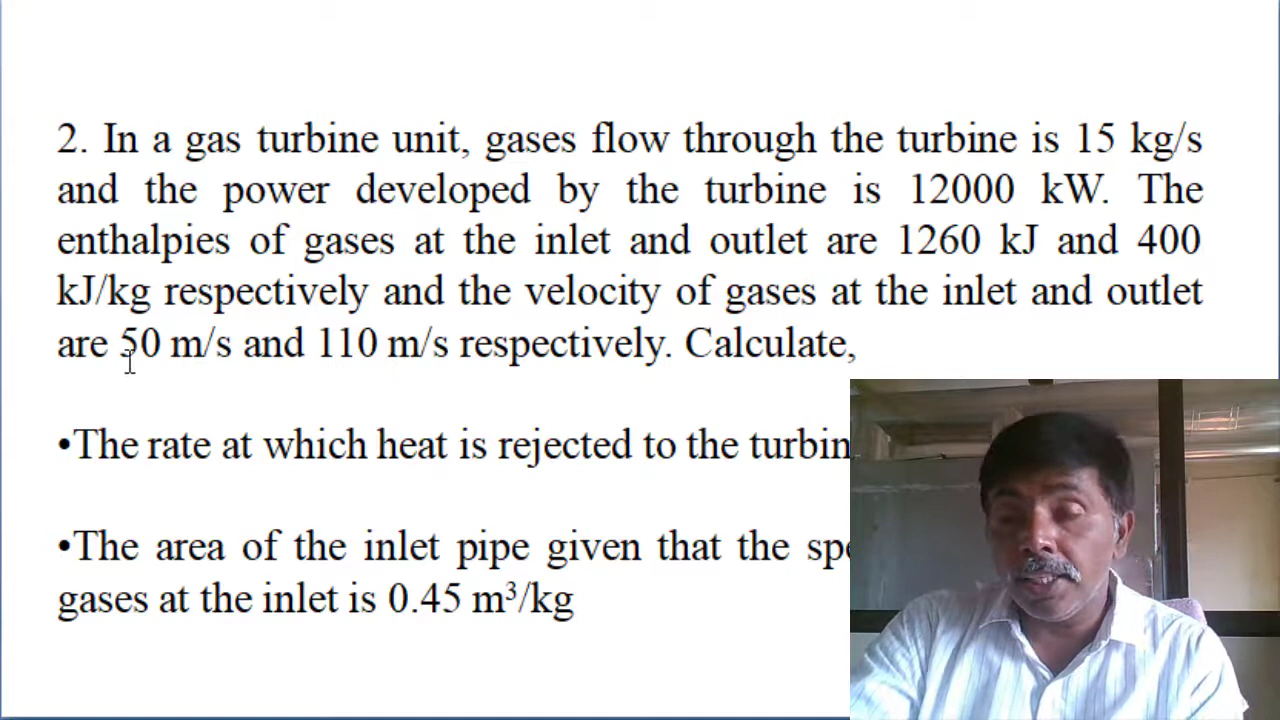 2. In a gas turbine unit, gases flow through the turbine is 15 kg/s
and the power developed by the turbine is 12000 kW. The
enthalpies of gases at the inlet and outlet are 1260 kJ and 400
kJ/kg respectively and the velocity of gases at the inlet and outlet
are 50 m/s and 110 m/s respectively. Calculate,
•The rate at which heat is rejected to the
•The area of the inlet pipe given that the
gases at the inlet is 0.45 m³/kg